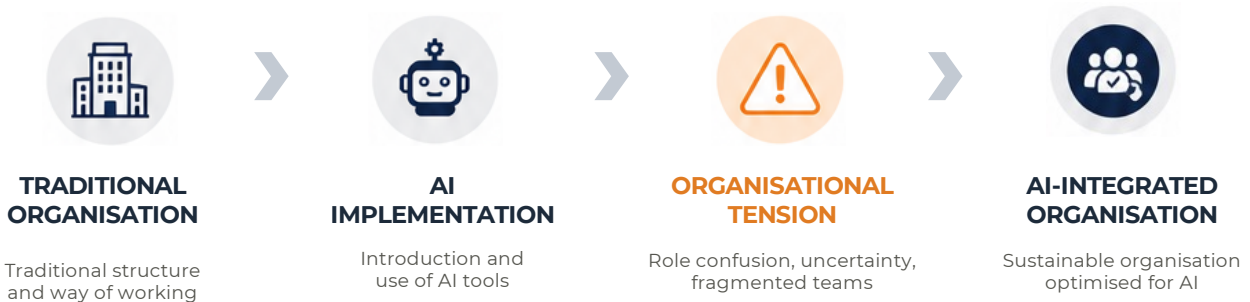 TRADITIONAL
ORGANISATION
Traditional structure
and way of working
AI
IMPLEMENTATION
Introduction and
use of AI tools
ORGANISATIONAL
TENSION
Role confusion, uncertainty,
fragmented teams
AI-INTEGRATED
ORGANISATION
Sustainable organisation
optimised for AI